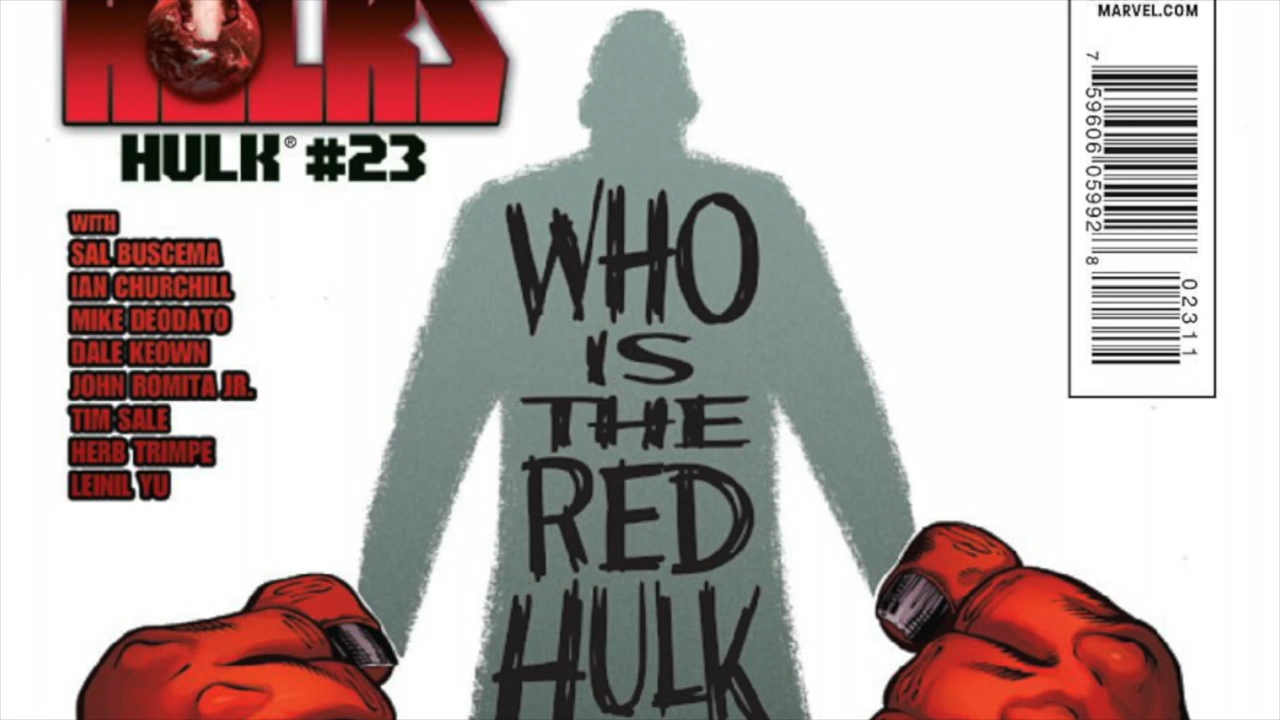 HULKS
HULK® #23
WITH
SAL BUSCEMA
IAN CHURCHILL
MIKE DEODATO
DALE KEOWN
JOHN ROMITA JR.
TIM SALE
HERB TRIMPE
LEINIL YU
WHO
IS
THE
RED
HULK
MARVEL.COM
7 59606 05992 8
02311